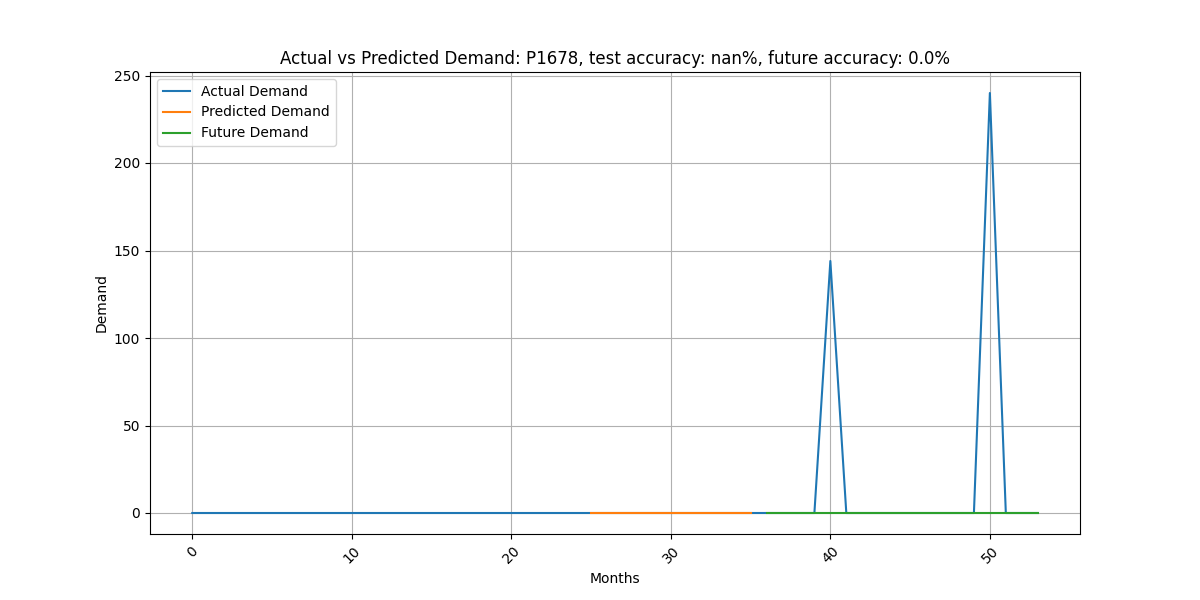 Actual vs Predicted Demand: P1678, test accuracy: nan%, future accuracy: 0.0%
Actual Demand
Predicted Demand
Future Demand
250
200
150
100
50
0
Demand
0
10
20
30
40
50
Months